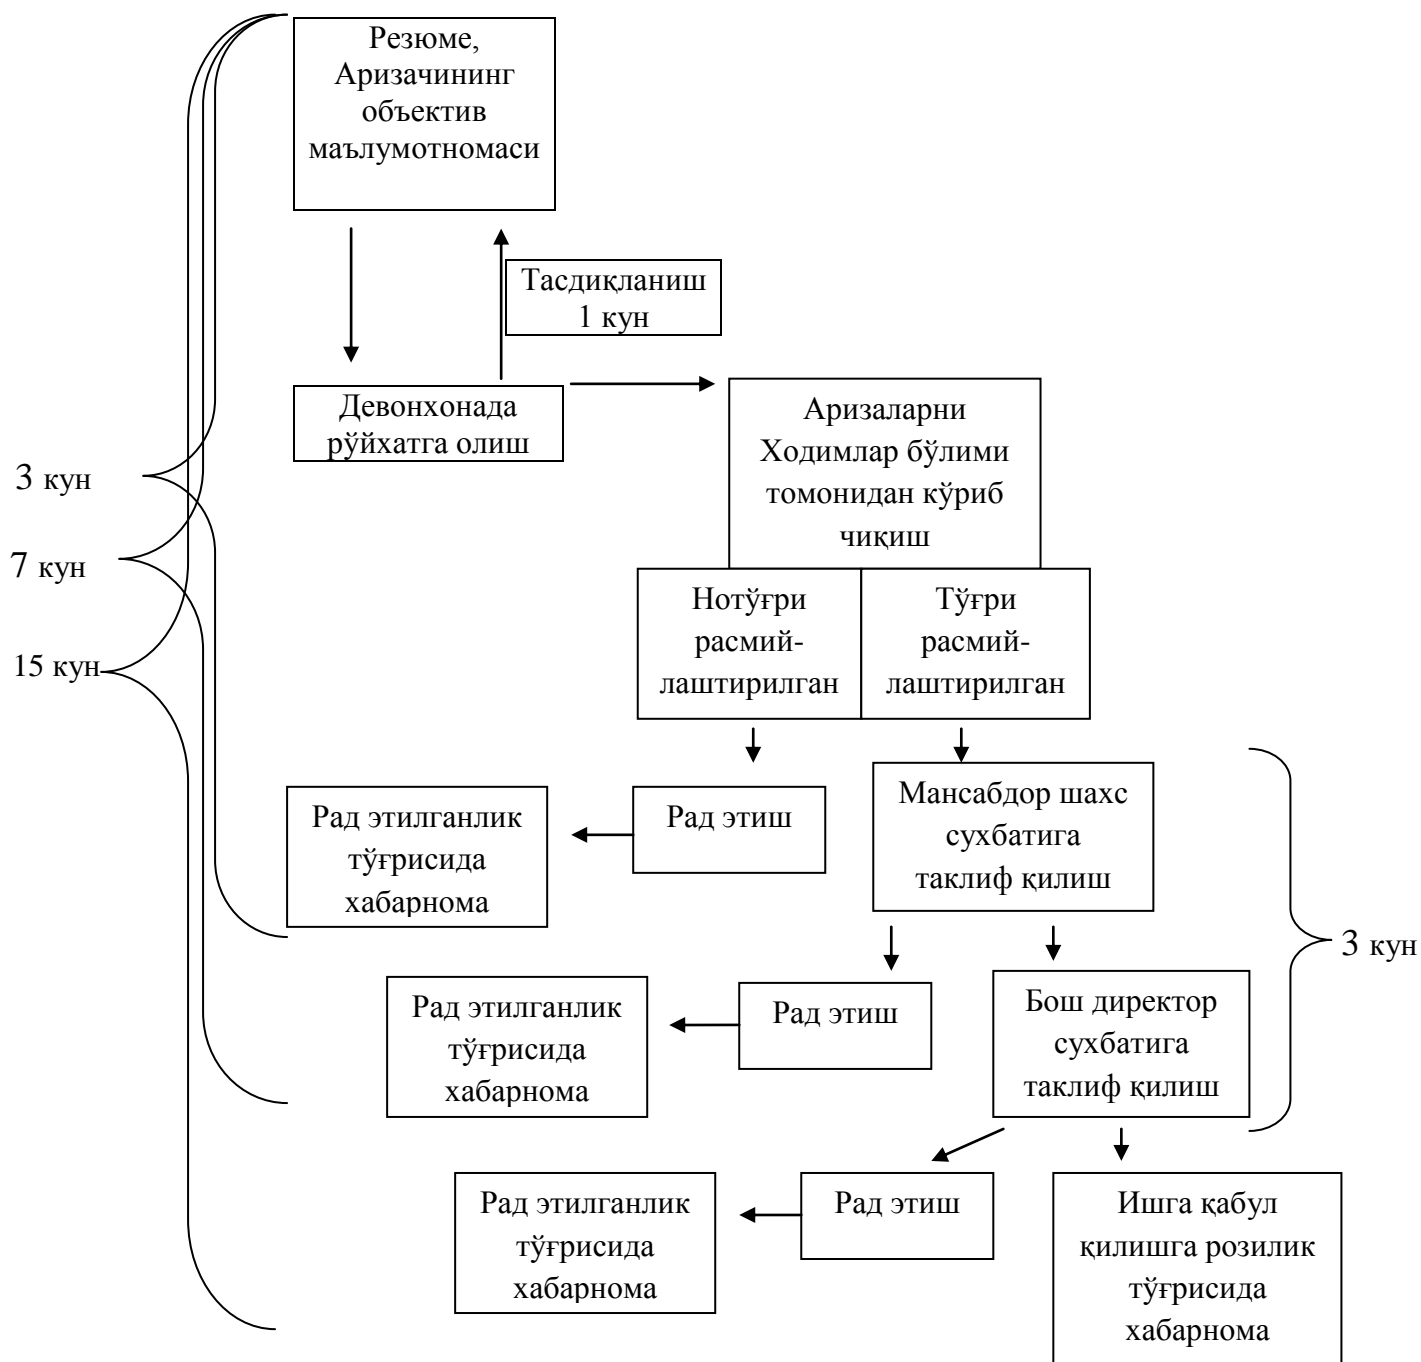 Резюме,
Аризачининг
объектив
маълумотномаси
Тасдиқланиш
1 кун
Девонхонада
рўйхатга олиш
Аризаларни
Ходимлар бўлими
томонидан кўриб
чиқиш
3 кун
7 кун
15 кун
Нотўғри
расмий-
лаштирилган
Тўғри
расмий-
лаштирилган
Рад этилганлик
тўғрисида
хабарнома
Рад этиш
Мансабдор шахс
сухбатига
таклиф қилиш
3 кун
Рад этилганлик
тўғрисида
хабарнома
Рад этиш
Бош директор
сухбатига
таклиф қилиш
Рад этилганлик
тўғрисида
хабарнома
Рад этиш
Ишга қабул
қилишга розилик
тўғрисида
хабарнома